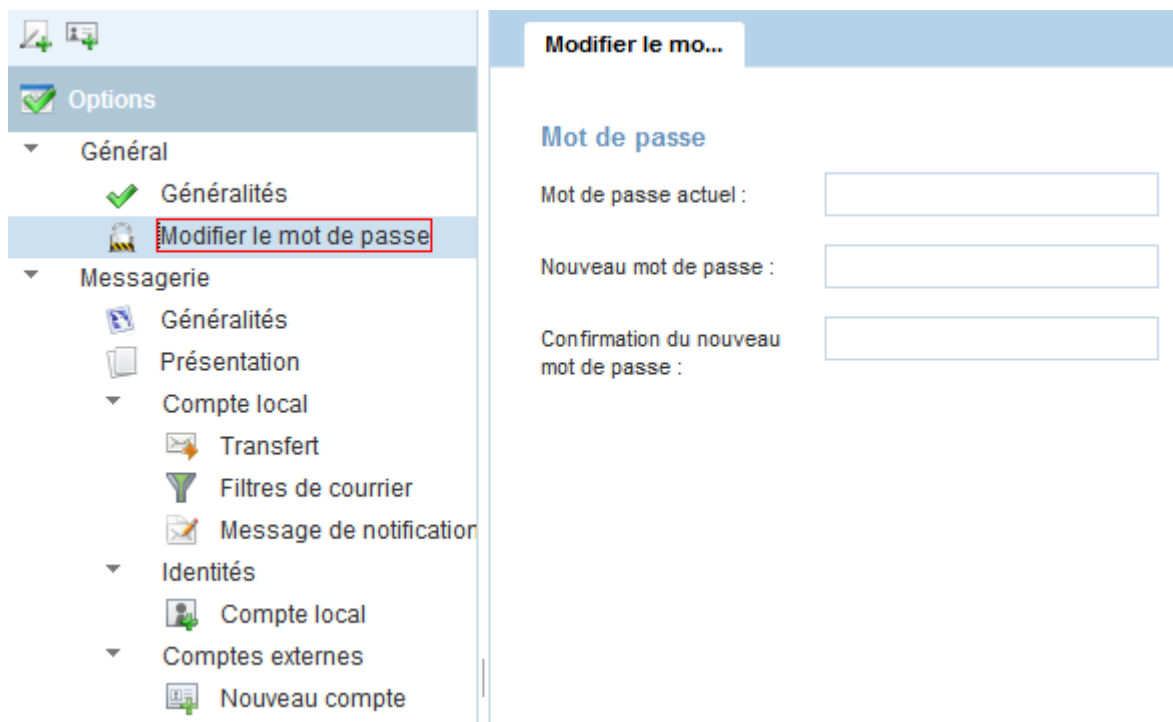 Options
Général
Généralités
Modifier le mot de passe
Messagerie
Généralités
Présentation
Compte local
Transfert
Filtres de courrier
Message de notification
Identités
Compte local
Comptes externes
Nouveau compte
Modifier le mo...
Mot de passe
Mot de passe actuel :
Nouveau mot de passe :
Confirmation du nouveau
mot de passe :